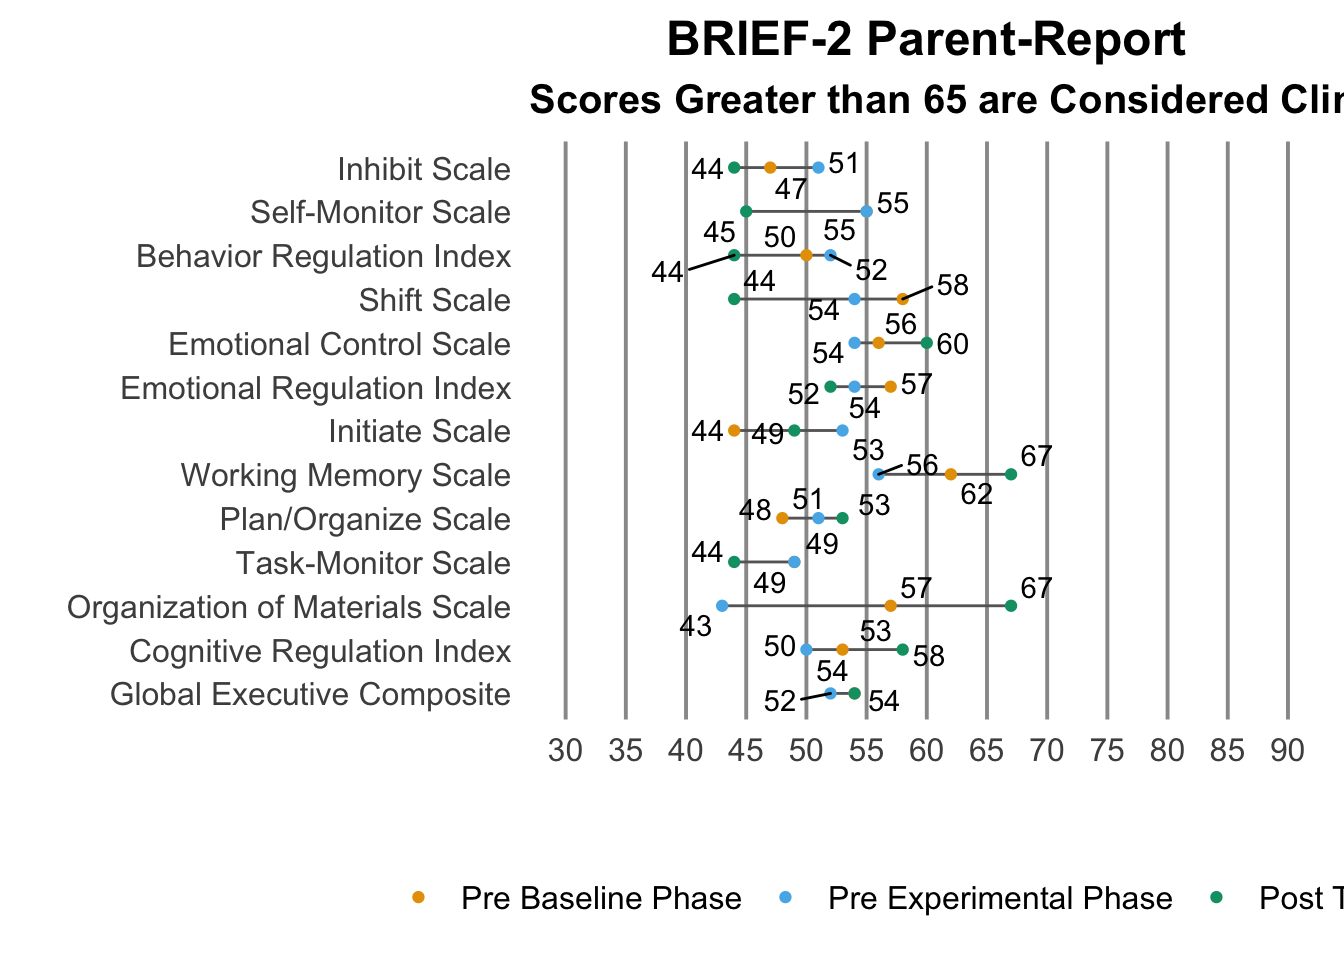 BRIEF-2 Parent-Report
Scores Greater than 65 are Considered Clin
Inhibit Scale 44 47 51
Self-Monitor Scale 45 55 55
Behavior Regulation Index 44 50 52
Shift Scale 44 54 58
Emotional Control Scale 54 56 60
Emotional Regulation Index 52 54 57
Initiate Scale 44 49 53
Working Memory Scale 56 62 67
Plan/Organize Scale 48 51 53
Task-Monitor Scale 44 49 49
Organization of Materials Scale 43 57 67
Cognitive Regulation Index 50 53 58
Global Executive Composite 52 54 54
30 35 40 45 50 55 60 65 70 75 80 85 90
Pre Baseline Phase Pre Experimental Phase Post T